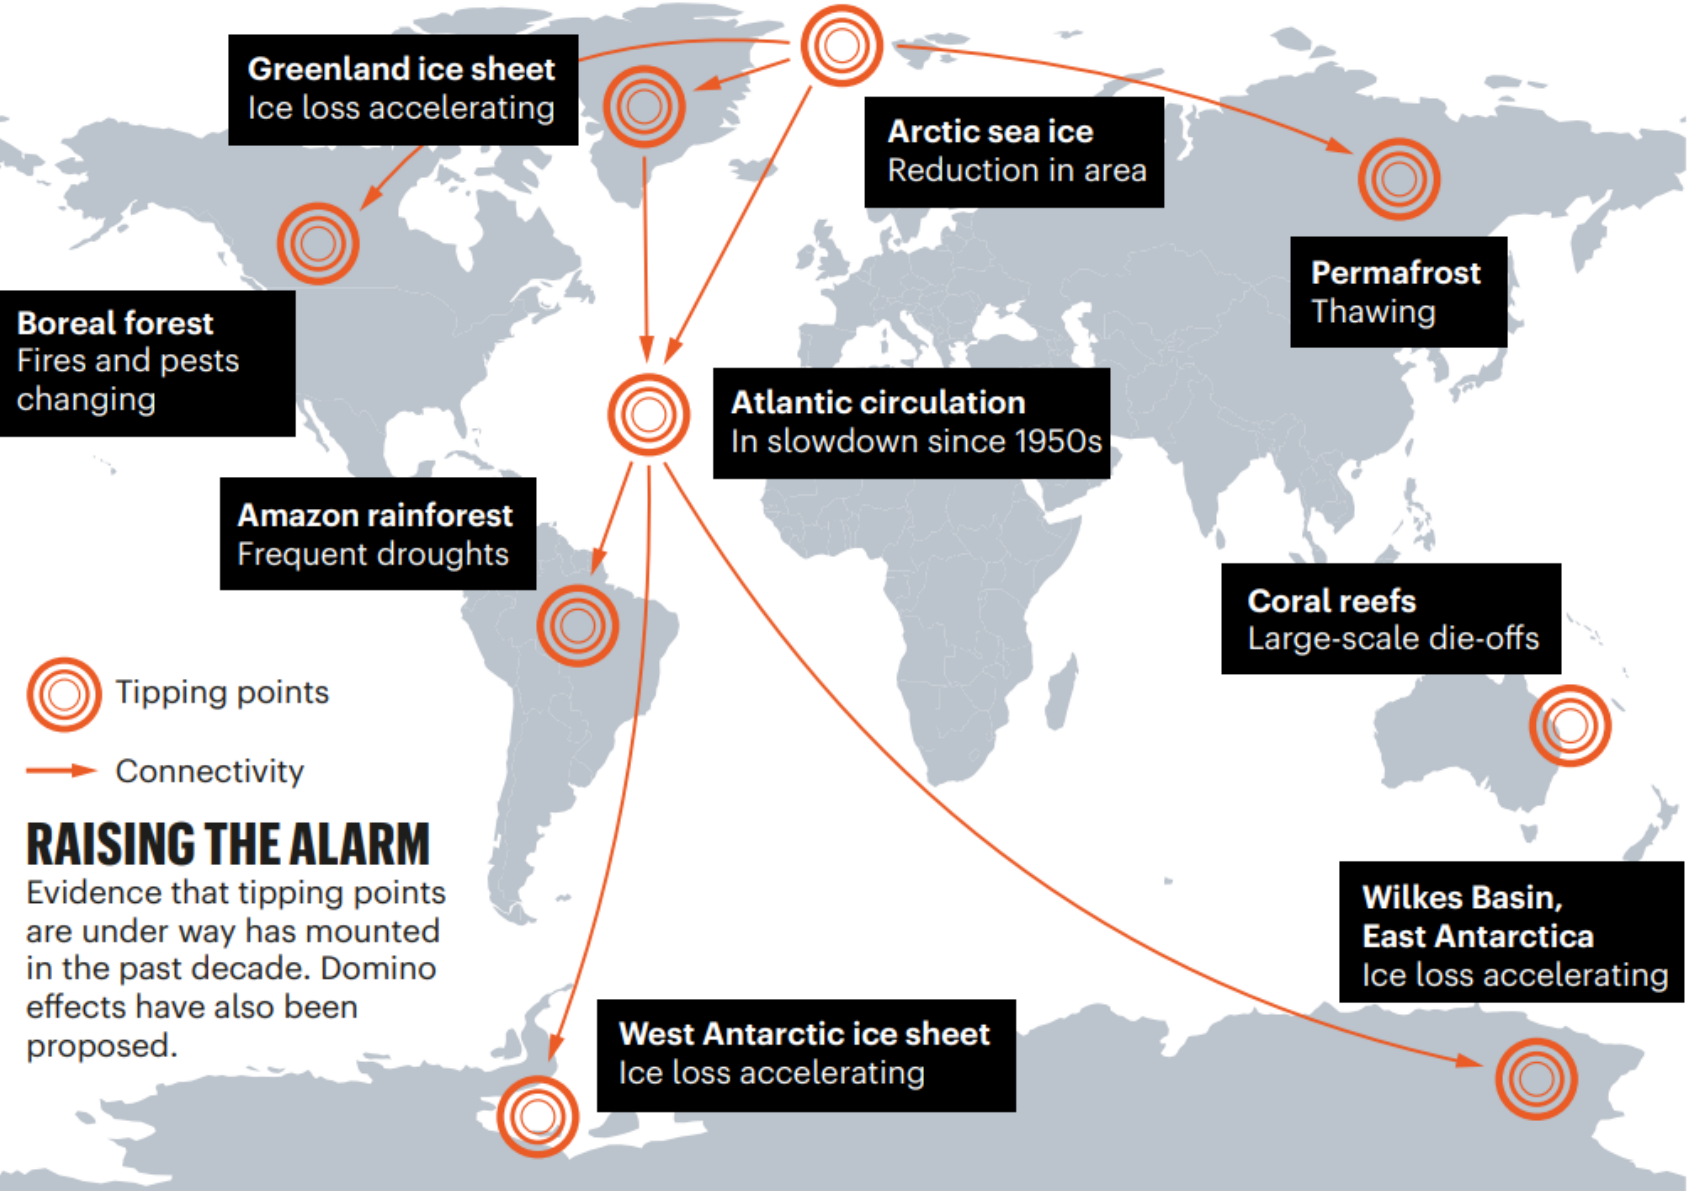 Greenland ice sheet
Ice loss accelerating
Arctic sea ice
Reduction in area
Permafrost
Thawing
Boreal forest
Fires and pests
changing
Atlantic circulation
In slowdown since 1950s
Amazon rainforest
Frequent droughts
Coral reefs
Large-scale die-offs
Tipping points
Connectivity
RAISING THE ALARM
Evidence that tipping points
are under way has mounted
in the past decade. Domino
effects have also been
proposed.
Wilkes Basin,
East Antarctica
Ice loss accelerating
West Antarctic ice sheet
Ice loss accelerating